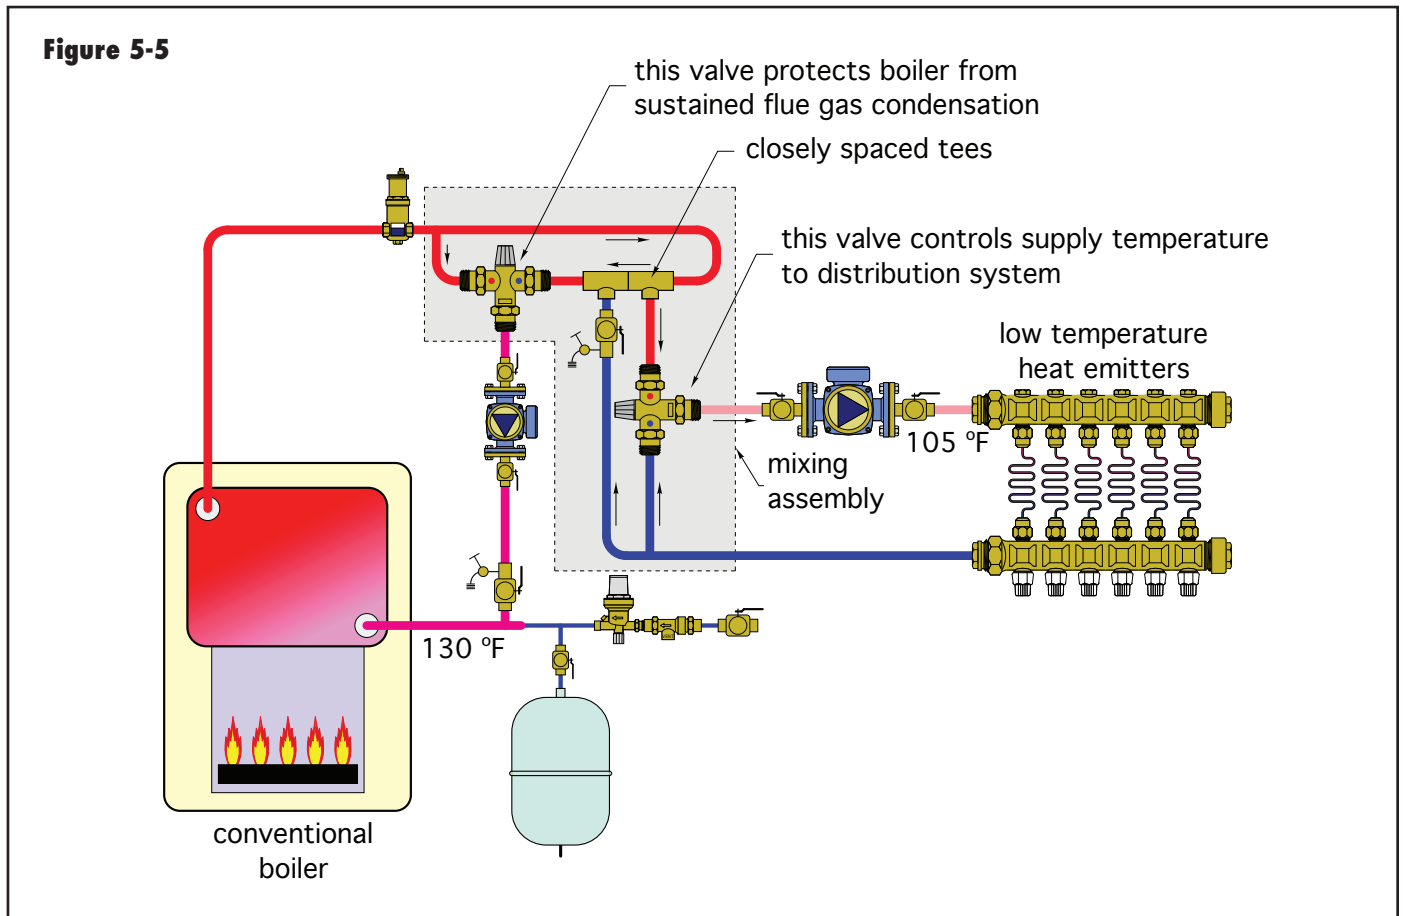 Figure 5-5
this valve protects boiler from
sustained flue gas condensation
closely spaced tees
this valve controls supply temperature
to distribution system
low temperature
heat emitters
105 ºF
mixing
assembly
130 ºF
conventional
boiler